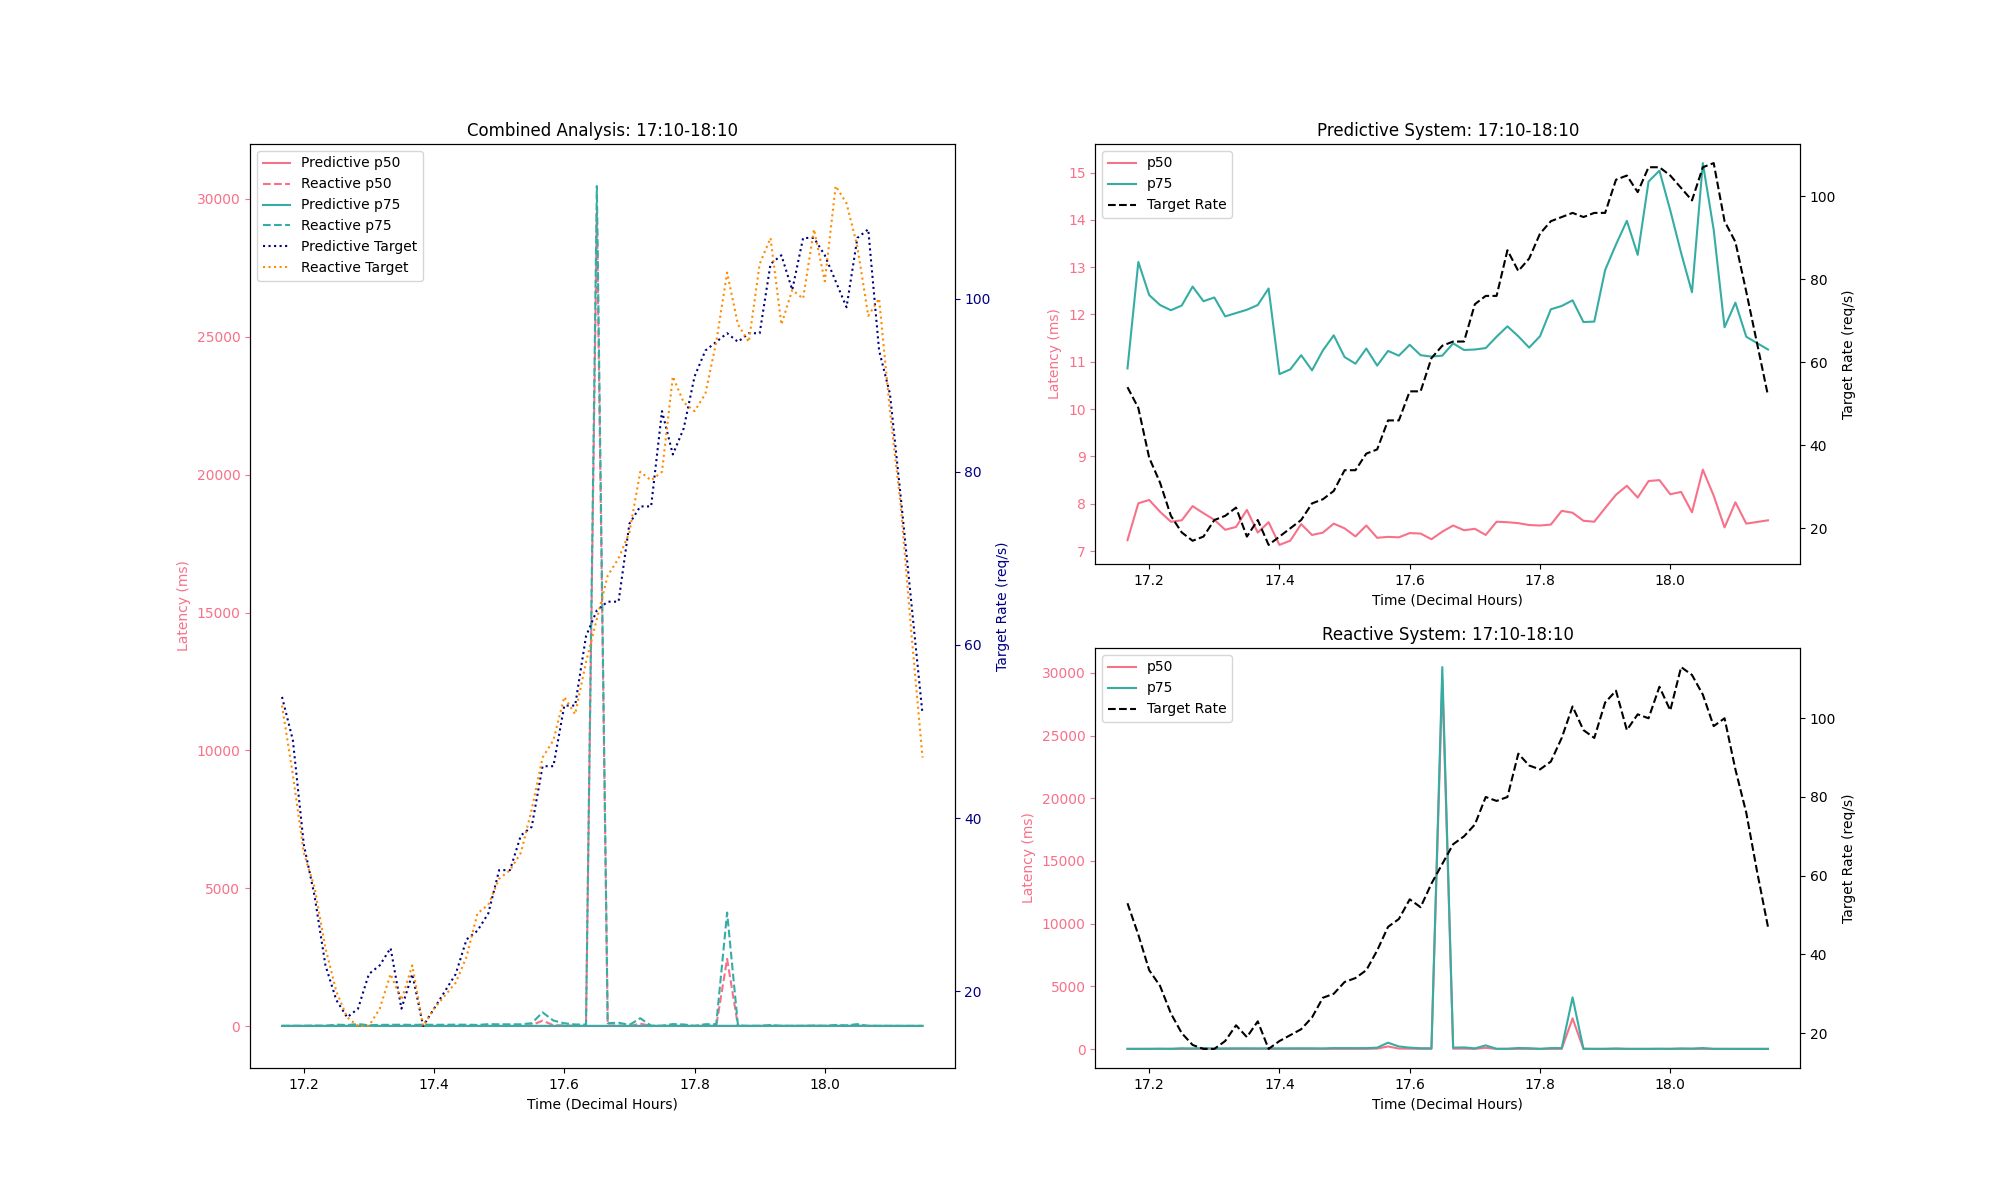 Combined Analysis: 17:10-18:10
Predictive p50
Reactive p50
Predictive p75
Reactive p75
Predictive Target
Reactive Target
30000
25000
20000
15000
10000
5000
0
Latency (ms)
100
80
60
40
20
Target Rate (req/s)
17.2 17.4 17.6 17.8 18.0
Time (Decimal Hours)
Predictive System: 17:10-18:10
p50
p75
Target Rate
15
14
13
12
11
10
9
8
7
Latency (ms)
100
80
60
40
20
Target Rate (req/s)
17.2 17.4 17.6 17.8 18.0
Time (Decimal Hours)
Reactive System: 17:10-18:10
p50
p75
Target Rate
30000
25000
20000
15000
10000
5000
0
Latency (ms)
100
80
60
40
20
Target Rate (req/s)
17.2 17.4 17.6 17.8 18.0
Time (Decimal Hours)